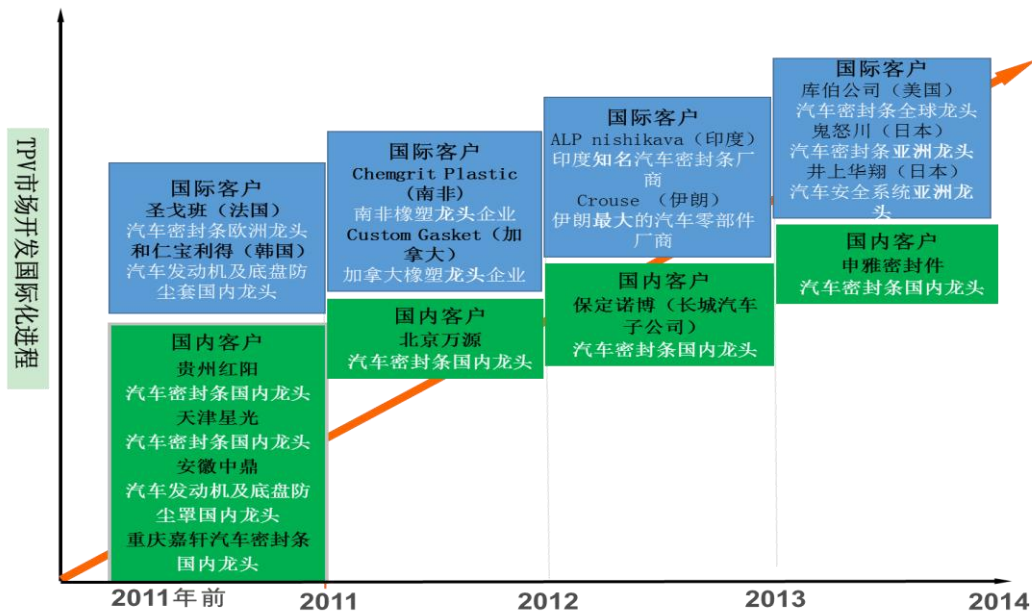 TPV市场开发国际化进程
国际客户
圣戈班（法国）
汽车密封条欧洲龙头
和仁宝利得（韩国）
汽车发动机及底盘防
尘套国内龙头
国内客户
贵州红阳
汽车密封条国内龙头
天津星光
汽车密封条国内龙头
安徽中鼎
汽车发动机及底盘防
尘罩国内龙头
重庆嘉轩汽车密封条
国内龙头
国际客户
Chemgrit Plastic
(南非)
南非橡塑龙头企业
Custom Gasket（加
拿大）
加拿大橡塑龙头企业
国内客户
北京万源
汽车密封条国内龙头
国际客户
ALP nishikava（印度）
印度知名汽车密封条厂
商
Crouse （伊朗）
伊朗最大的汽车零部件
厂商
国内客户
保定诺博（长城汽车
子公司）
汽车密封条国内龙头
国际客户
库伯公司（美国）
汽车密封条全球龙头
鬼怒川（日本）
汽车密封条亚洲龙头
井上华翔（日本）
汽车安全系统亚洲龙
头
国内客户
申雅密封件
汽车密封条国内龙头
2011年前
2011
2012
2013
2014